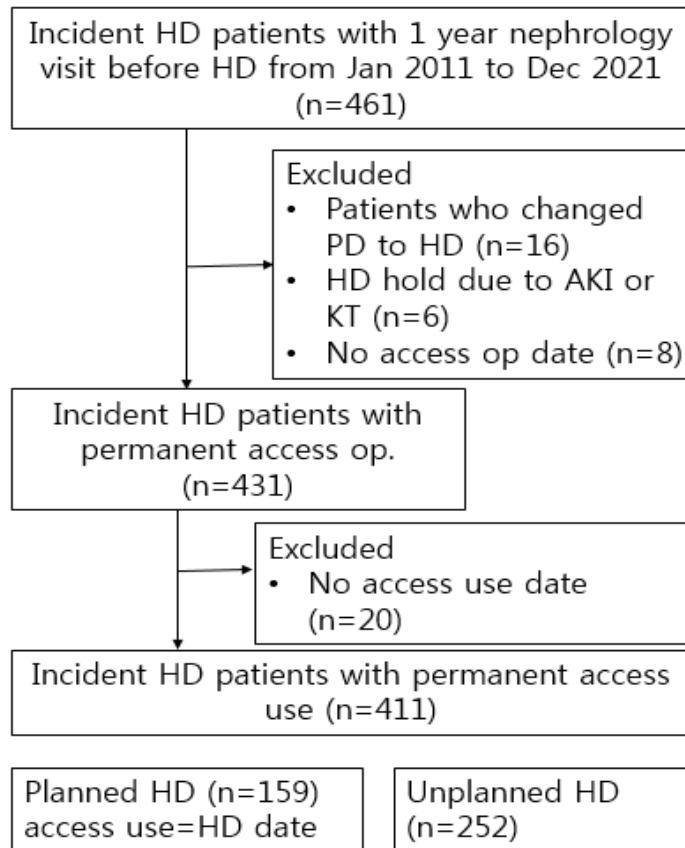 Incident HD patients with 1 year nephrology
visit before HD from Jan 2011 to Dec 2021
(n=461)
Excluded
• Patients who changed
PD to HD (n=16)
• HD hold due to AKI or
KT (n=6)
• No access op date (n=8)
Incident HD patients with
permanent access op.
(n=431)
Excluded
• No access use date
(n=20)
Incident HD patients with permanent access
use (n=411)
Planned HD (n=159)
access use=HD date
Unplanned HD
(n=252)